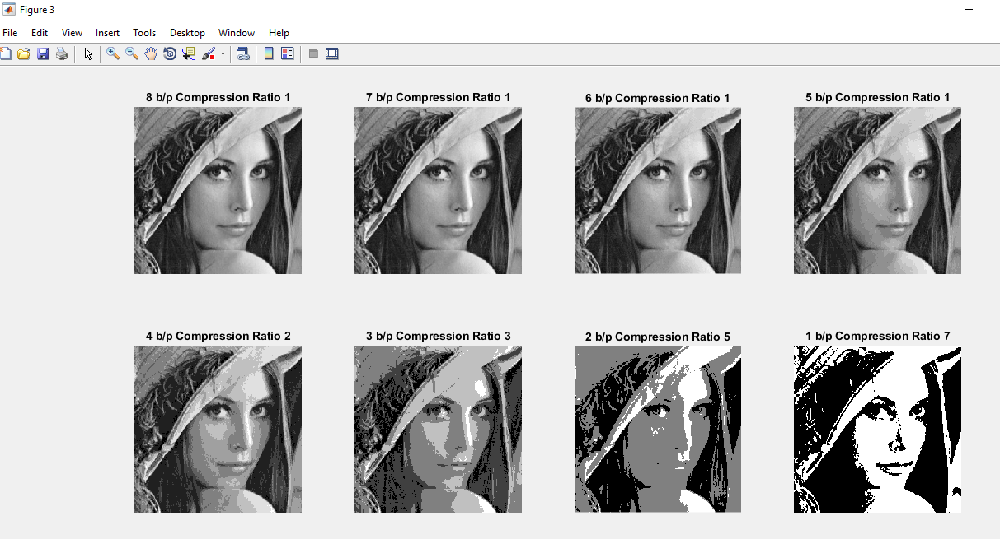 Figure 3
File Edit View Insert Tools Desktop Window Help
8 b/p Compression Ratio 1
7 b/p Compression Ratio 1
6 b/p Compression Ratio 1
5 b/p Compression Ratio 1
4 b/p Compression Ratio 2
3 b/p Compression Ratio 3
2 b/p Compression Ratio 5
1 b/p Compression Ratio 7